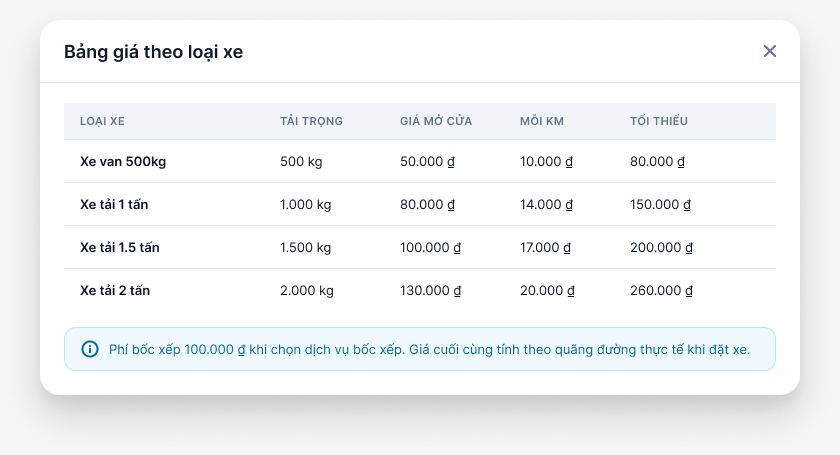 Bảng giá theo loại xe
LOẠI XE TẢI TRỌNG GIÁ MỞ CỬA MỖI KM TỐI THIỂU
Xe van 500kg 500 kg 50.000 ₫ 10.000 ₫ 80.000 ₫
Xe tải 1 tấn 1.000 kg 80.000 ₫ 14.000 ₫ 150.000 ₫
Xe tải 1.5 tấn 1.500 kg 100.000 ₫ 17.000 ₫ 200.000 ₫
Xe tải 2 tấn 2.000 kg 130.000 ₫ 20.000 ₫ 260.000 ₫
Phí bốc xếp 100.000 ₫ khi chọn dịch vụ bốc xếp. Giá cuối cùng tính theo quãng đường thực tế khi đặt xe.